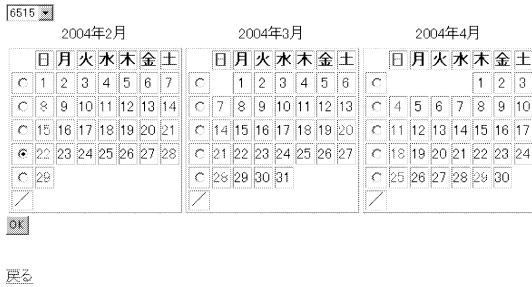 6515
2004年2月 2004年3月 2004年4月
日 月 火 水 木 金 土 日 月 火 水 木 金 土 日 月 火 水 木 金 土
1 2 3 4 5 6 7 1 2 3 4 5 6 1 2 3
8 9 10 11 12 13 14 7 8 9 10 11 12 13 4 5 6 7 8 9 10
15 16 17 18 19 20 21 14 15 16 17 18 19 20 11 12 13 14 15 16 17
22 23 24 25 26 27 28 21 22 23 24 25 26 27 18 19 20 21 22 23 24
29 28 29 30 31 25 26 27 28 29 30
／ ／ ／
OK
戻る